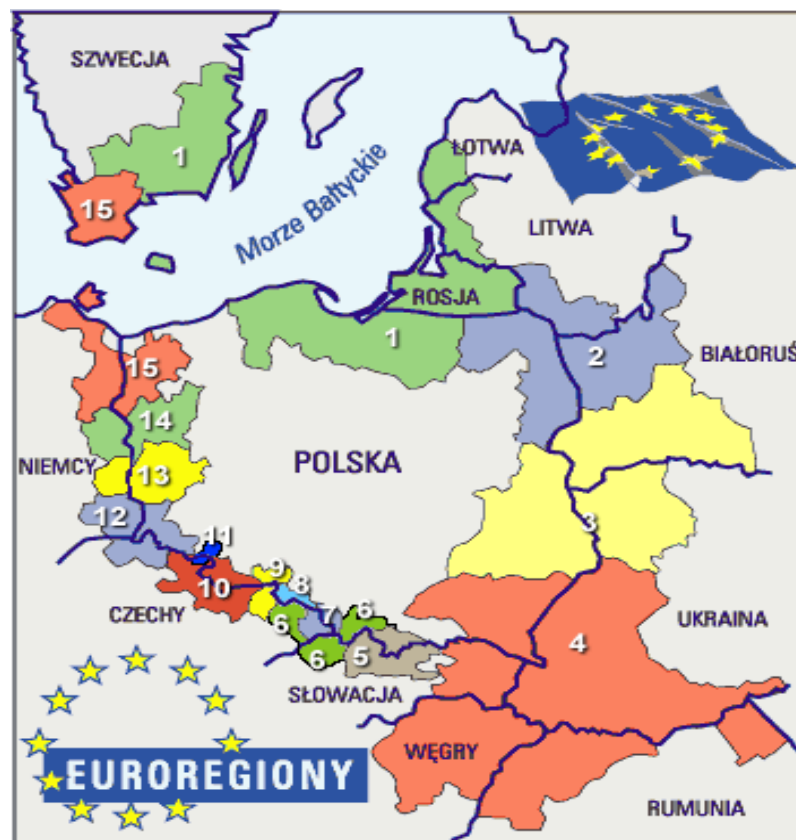 SZWECJA
1
ŁOTWA
15
LITWA
Morze Bałtyckie
ROSJA
1
2
BIAŁORUŚ
15
14
POLSKA
NIEMCY
13
12
3
11
9
8
10
6
7
6
CZECHY
UKRAINA
6
5
4
SŁOWACJA
WĘGRY
EUROREGIONY
RUMUNIA